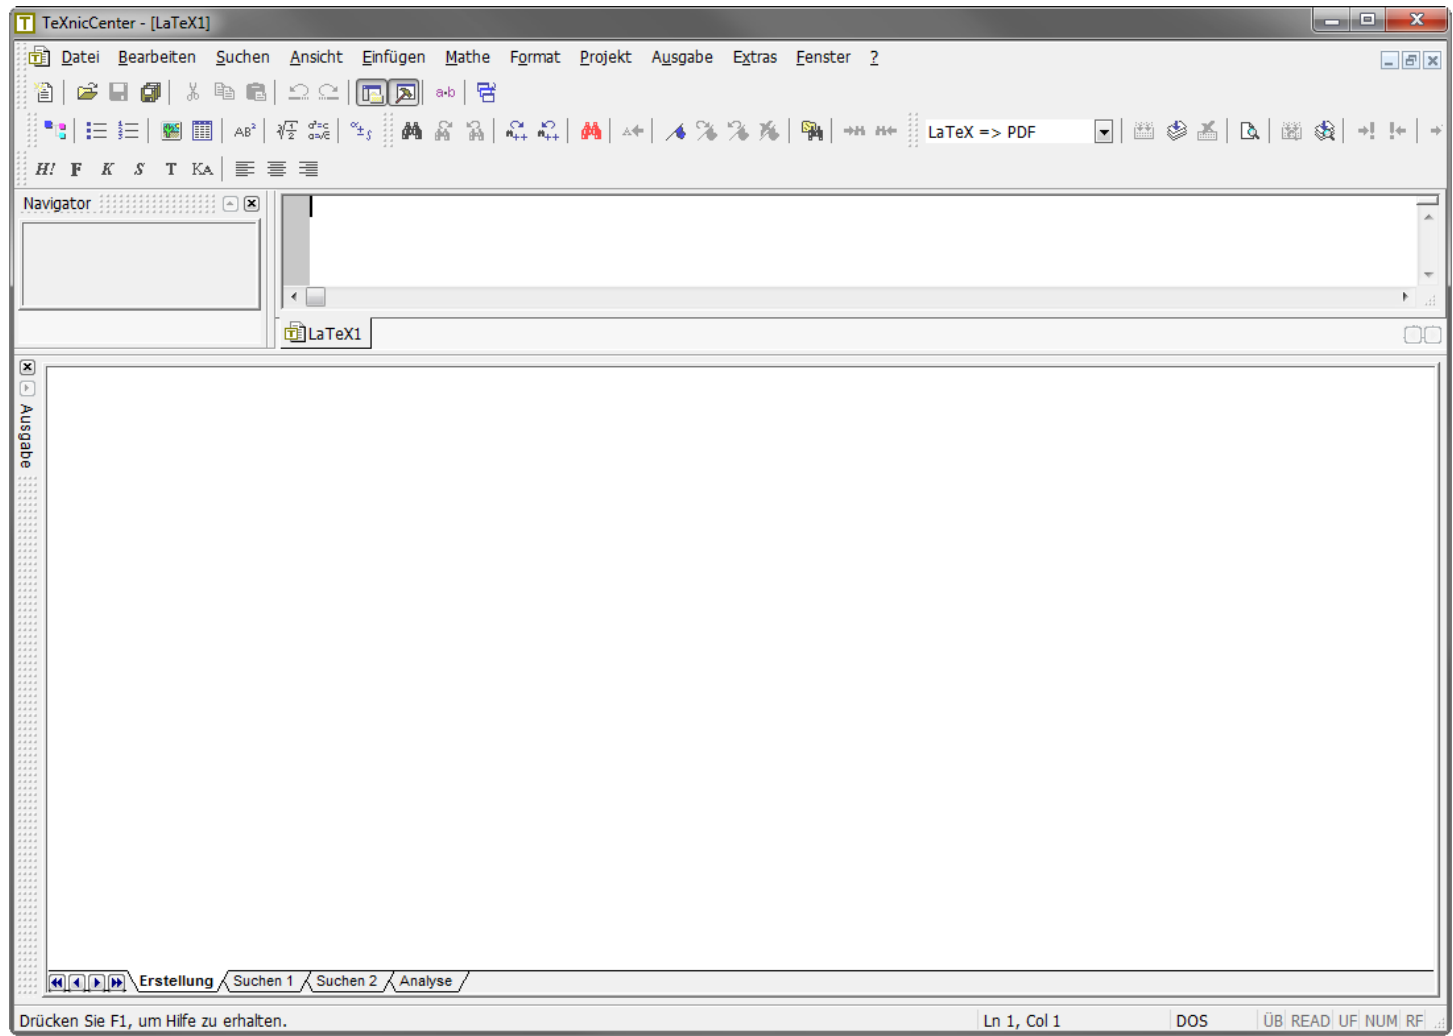 TeXnicCenter - [LaTeX1]
Datei Bearbeiten Suchen Ansicht Einfügen Mathe Format Projekt Ausgabe Extras Fenster ?
a•b
AB² LaTeX => PDF
H! F K S T KA
Navigator
LaTeX1
Ausgabe
Erstellung Suchen 1 Suchen 2 Analyse
Drücken Sie F1, um Hilfe zu erhalten. Ln 1, Col 1 DOS ÜB READ UF NUM RF